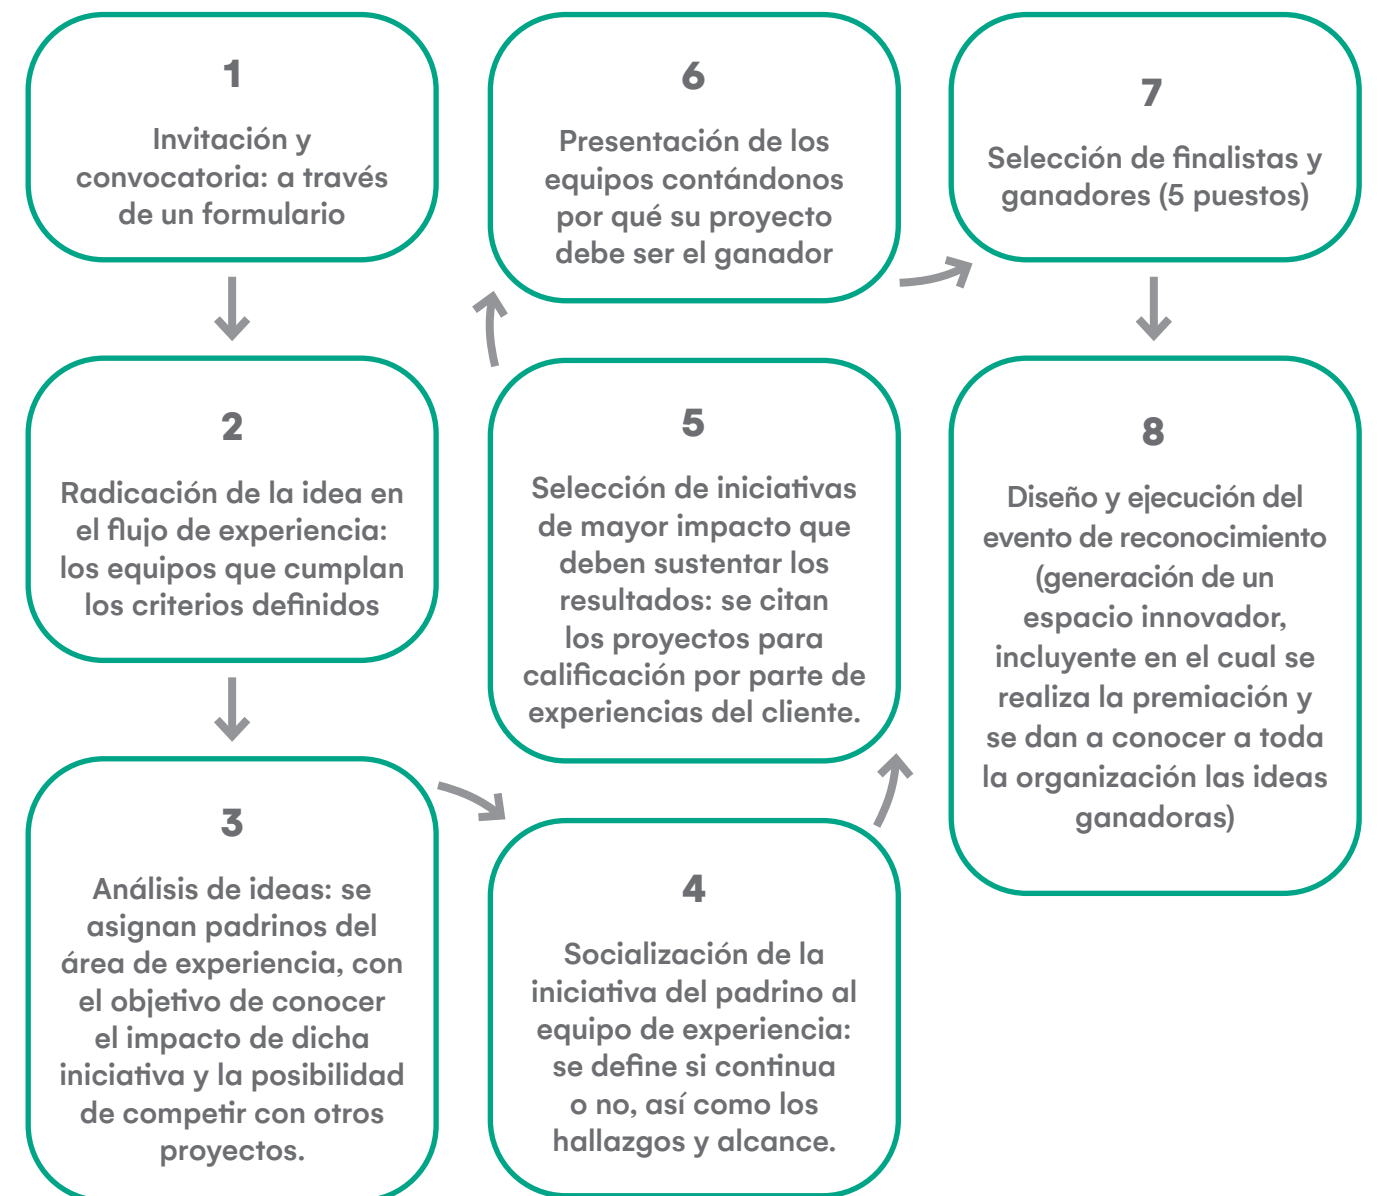 1
Invitación y
convocatoria: a través
de un formulario
2
Radicación de la idea en
el flujo de experiencia:
los equipos que cumplan
los criterios definidos
3
Análisis de ideas: se
asignan padrinos del
área de experiencia, con
el objetivo de conocer
el impacto de dicha
iniciativa y la posibilidad
de competir con otros
proyectos.
4
Socialización de la
iniciativa del padrino al
equipo de experiencia:
se define si continua
o no, así como los
hallazgos y alcance.
5
Selección de iniciativas
de mayor impacto que
deben sustentar los
resultados: se citan
los proyectos para
calificación por parte de
experiencias del cliente.
6
Presentación de los
equipos contándonos
por qué su proyecto
debe ser el ganador
7
Selección de finalistas y
ganadores (5 puestos)
8
Diseño y ejecución del
evento de reconocimiento
(generación de un
espacio innovador,
incluyente en el cual se
realiza la premiación y
se dan a conocer a toda
la organización las ideas
ganadoras)